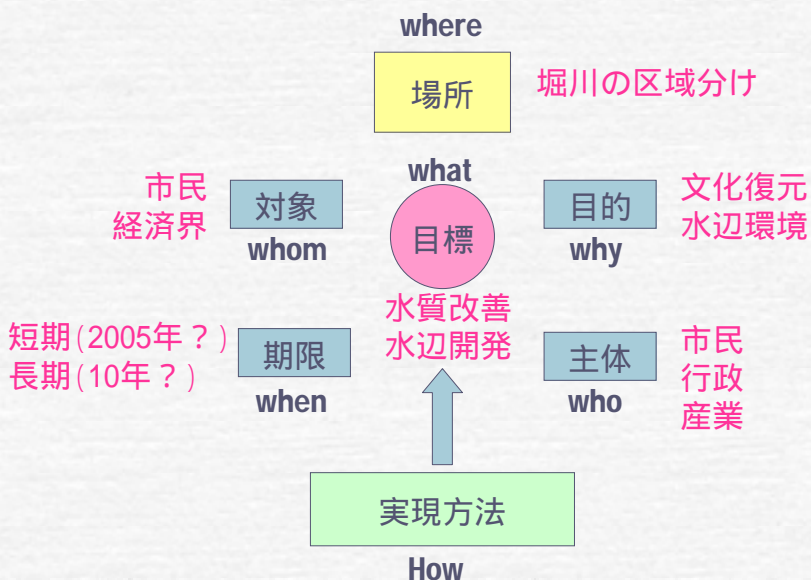 where
場所
堀川の区域分け
what
目標
水質改善
水辺開発
市民
経済界
対象
whom
目的
why
文化復元
水辺環境
短期(2005年？)
長期(10年？)
期限
when
主体
who
市民
行政
産業
実現方法
How